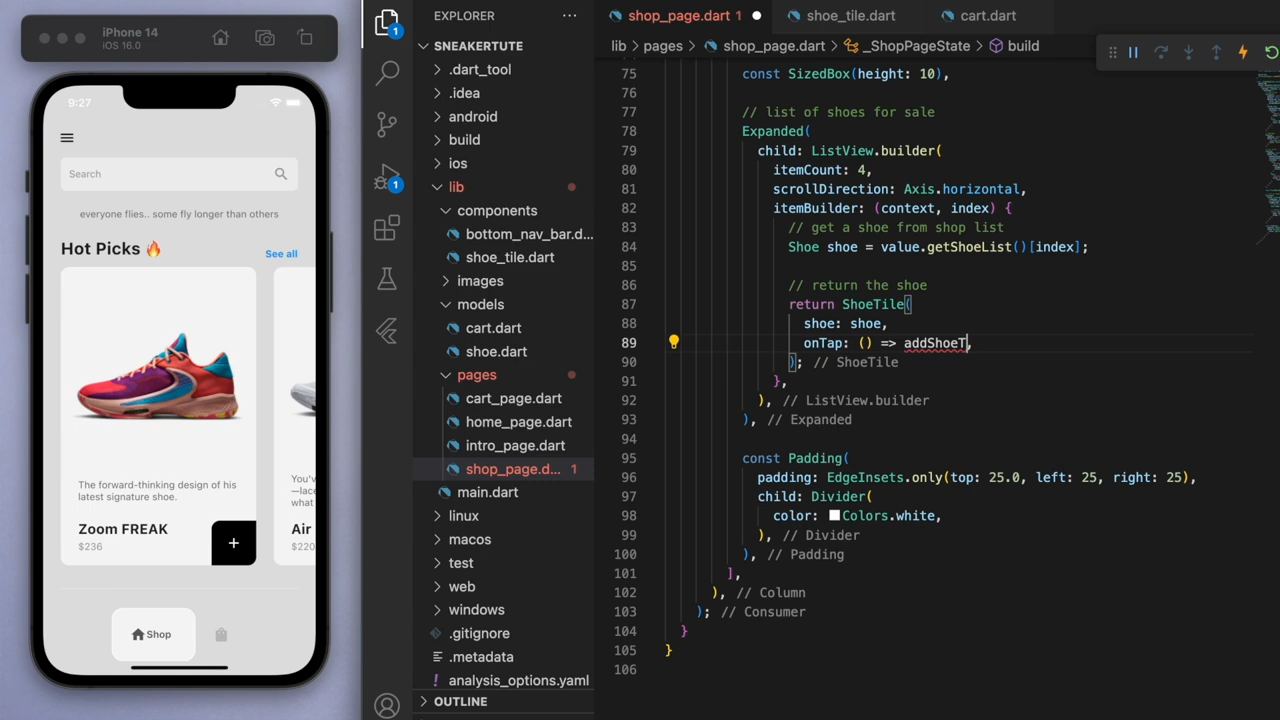 iPhone 14
iOS 16.0
9:27
Search
everyone flies.. some fly longer than others
Hot Picks 🔥
See all
The forward-thinking design of his
latest signature shoe.
Zoom FREAK
$236
+
You'v
—lace
what
Air
$220
Shop
1
1
EXPLORER
...
SNEAKERTUTE
.dart_tool
.idea
android
build
ios
lib
components
bottom_nav_bar.d...
shoe_tile.dart
images
models
cart.dart
shoe.dart
pages
cart_page.dart
home_page.dart
intro_page.dart
shop_page.d... 1
main.dart
linux
macos
test
web
windows
.gitignore
.metadata
! analysis_options.yaml
OUTLINE
shop_page.dart 1
shoe_tile.dart
cart.dart
lib > pages > shop_page.dart > _ShopPageState > build
75 const SizedBox(height: 10),
76
77 // list of shoes for sale
78 Expanded(
79 child: ListView.builder(
80 itemCount: 4,
81 scrollDirection: Axis.horizontal,
82 itemBuilder: (context, index) {
83 // get a shoe from shop list
84 Shoe shoe = value.getShoeList()[index];
85
86 // return the shoe
87 return ShoeTile(
88 shoe: shoe,
89 onTap: () => addShoeT,
90 ); // ShoeTile
91 },
92 ), // ListView.builder
93 ), // Expanded
94
95 const Padding(
96 padding: EdgeInsets.only(top: 25.0, left: 25, right: 25),
97 child: Divider(
98 color: Colors.white,
99 ), // Divider
100 ), // Padding
101 ],
102 ), // Column
103 ); // Consumer
104 }
105 }
106